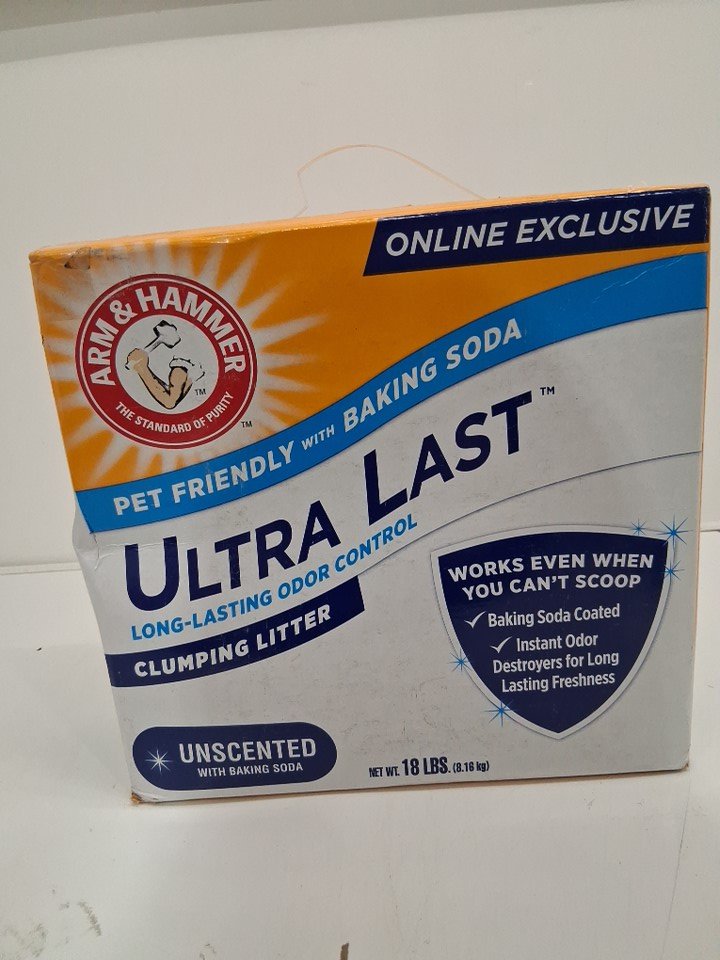 ONLINE EXCLUSIVE
ARM & HAMMER
TM
THE STANDARD OF PURITY
TM
PET FRIENDLY WITH BAKING SODA
ULTRA LAST™
LONG-LASTING ODOR CONTROL
CLUMPING LITTER
WORKS EVEN WHEN
YOU CAN'T SCOOP
✓ Baking Soda Coated
✓ Instant Odor
Destroyers for Long
Lasting Freshness
UNSCENTED
WITH BAKING SODA
NET WT. 18 LBS. (8.16 kg)